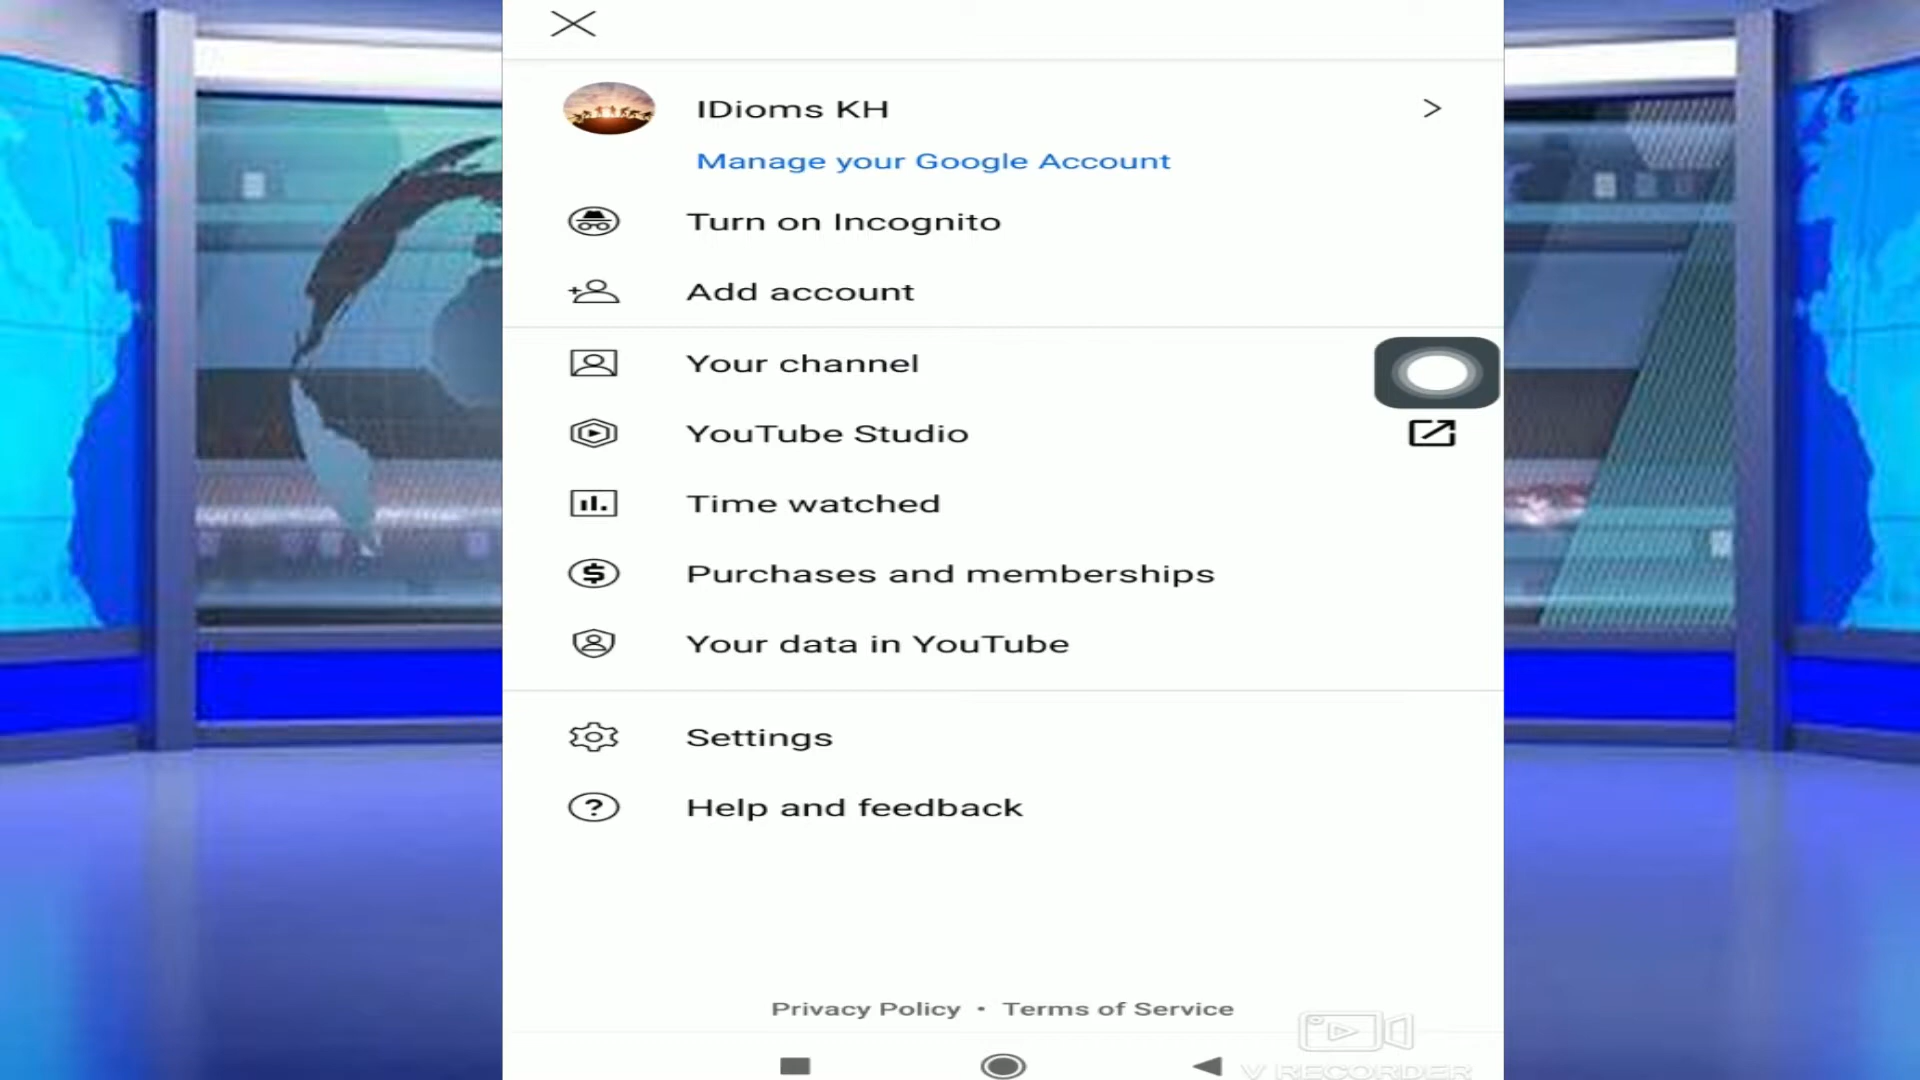 IDioms KH
Manage your Google Account
Turn on Incognito
Add account
Your channel
YouTube Studio
Time watched
Purchases and memberships
Your data in YouTube
Settings
Help and feedback
Privacy Policy • Terms of Service
V RECORDER